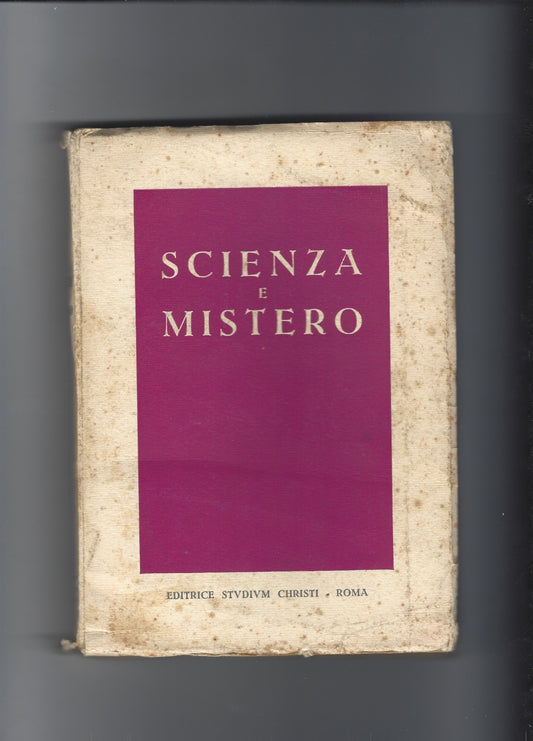 SCIENZA
E
MISTERO
EDITRICE STVDIVM CHRISTI . ROMA